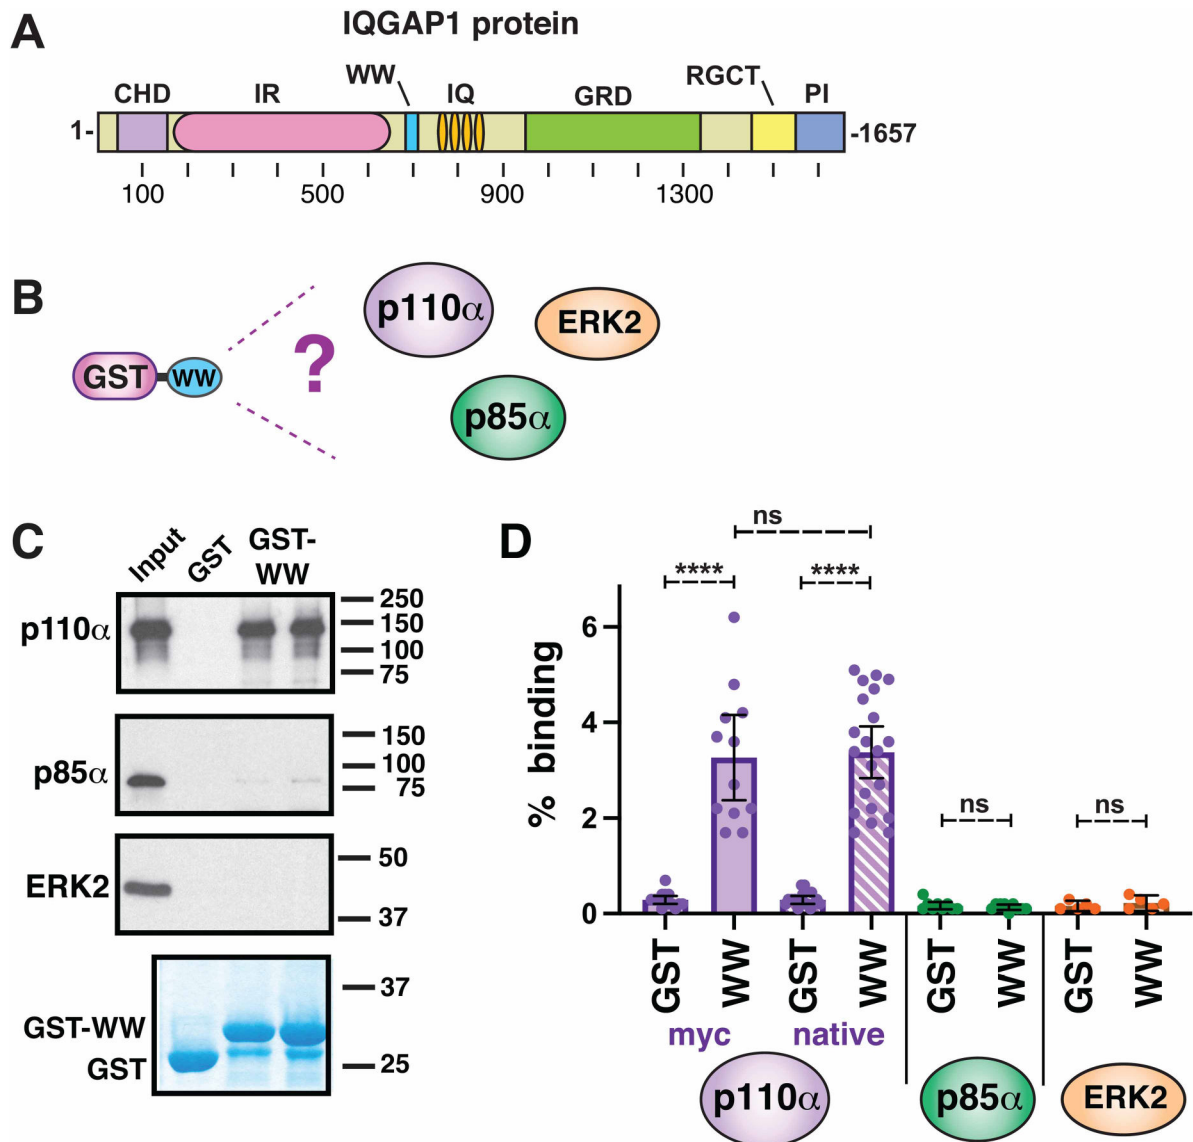 A
IQGAP1 protein
CHD
IR
WW
IQ
GRD
RGCT
PI
1-
-1657
100
500
900
1300
B
GST
WW
?
p110α
ERK2
p85α
C
Input
GST
GST-
WW
p110α
250
150
100
75
p85α
150
100
75
ERK2
50
37
GST-WW
GST
37
25
D
ns
****
****
ns
ns
% binding
6
4
2
0
GST
WW
GST
WW
GST
WW
GST
WW
myc
native
p110α
p85α
ERK2